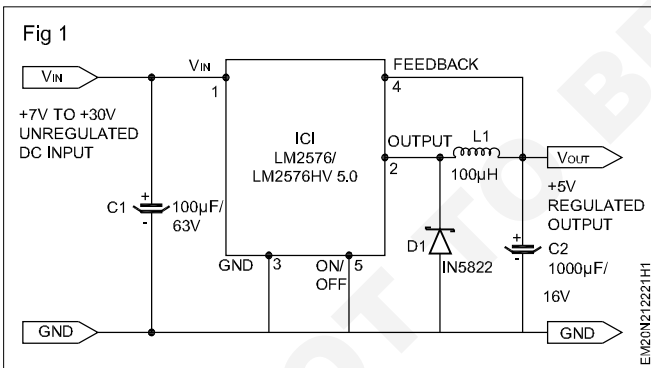 Fig 1
VIN
VIN
1
FEEDBACK
4
+7V TO +30V
UNREGULATED
DC INPUT
ICI
LM2576/
LM2576HV 5.0
OUTPUT
2
L1
100µH
VOUT
+5V
REGULATED
OUTPUT
C1
+
-
100µF/
63V
D1
IN5822
+
-
C2
1000µF/
16V
GND
3
ON/
OFF
5
GND
GND
EM20N212221H1